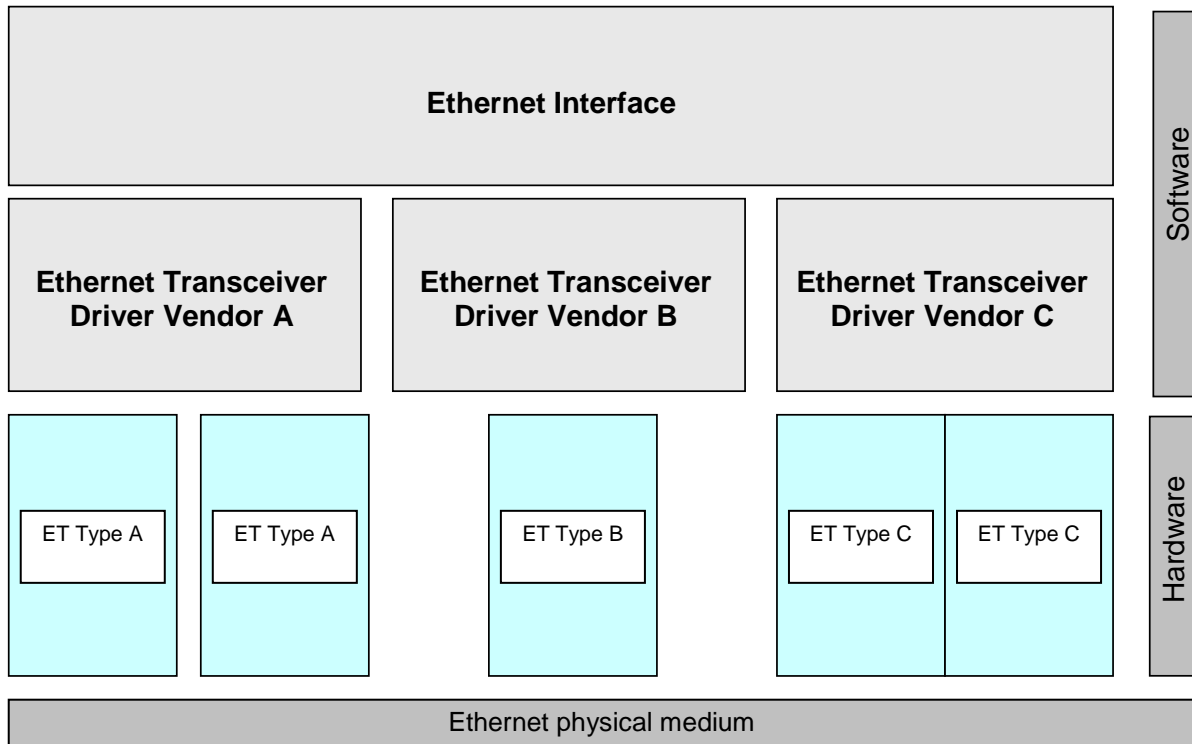 Ethernet Interface
Software
Ethernet Transceiver
Driver Vendor A
Ethernet Transceiver
Driver Vendor B
Ethernet Transceiver
Driver Vendor C
ET Type A
ET Type A
ET Type B
ET Type C
ET Type C
Hardware
Ethernet physical medium